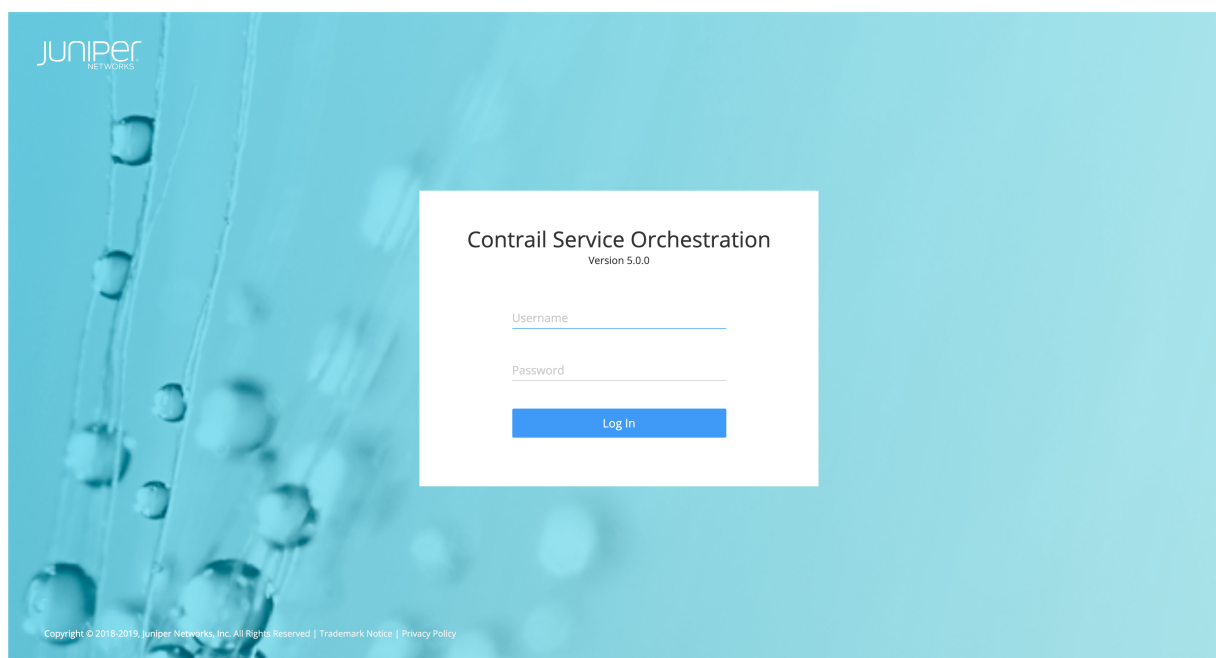 JUNIPER
NETWORKS
Contrail Service Orchestration
Version 5.0.0
Username
Password
Log In
Copyright © 2018-2019, Juniper Networks, Inc. All Rights Reserved | Trademark Notice | Privacy Policy